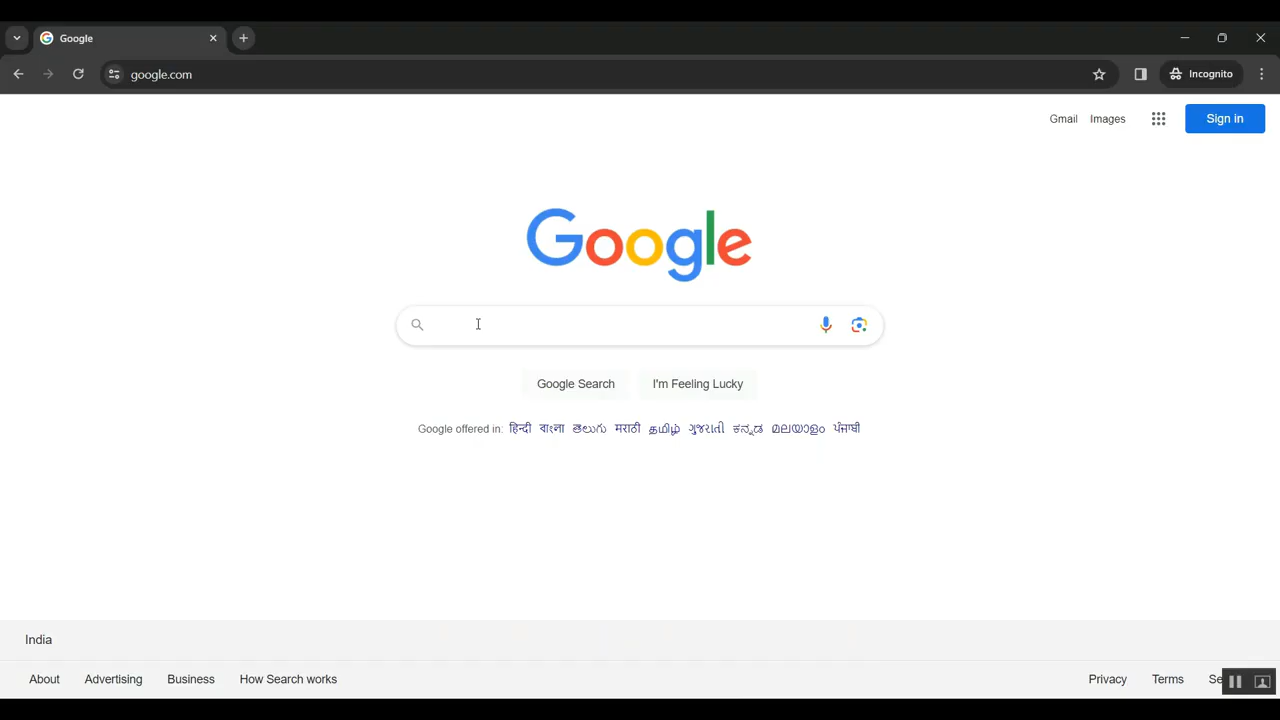 Google
google.com
Incognito
Gmail Images
Sign in
Google
Google Search I'm Feeling Lucky
Google offered in: हिन्दी বাংলা తెలుగు मराठी தமிழ் ગુજરાતી ಕನ್ನಡ മലയാളം ਪੰਜਾਬੀ
India
About Advertising Business How Search works Privacy Terms